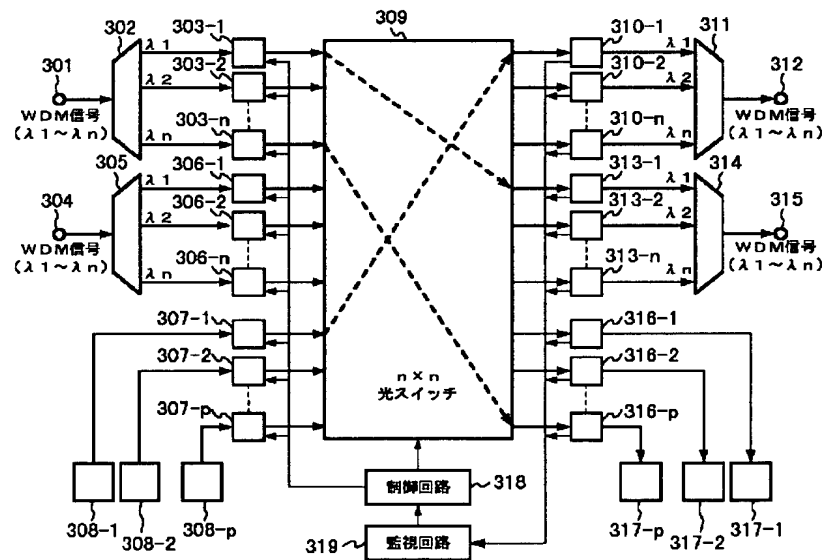 303-1
309
310-1
302
λ1
λ1
311
301
303-2
310-2
312
λ2
λ2
WDM信号
(λ1~λn)
303-n
310-n
WDM信号
(λ1~λn)
λn
λn
305
306-1
313-1
314
λ1
λ1
304
306-2
313-2
315
λ2
λ2
WDM信号
(λ1~λn)
306-n
313-n
WDM信号
(λ1~λn)
λn
λn
307-1
316-1
307-2
316-2
n×n
光スイッチ
307-p
316-p
制御回路
318
308-1
308-2
308-p
319
監視回路
317-p
317-2
317-1